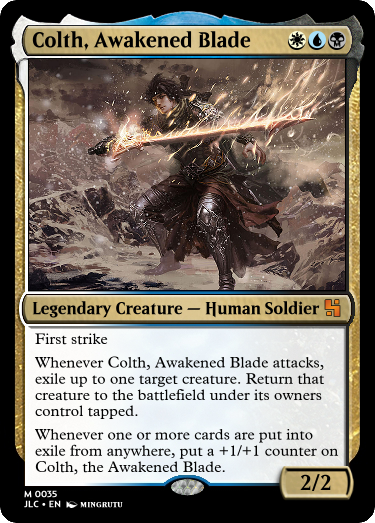 Colth, Awakened Blade
Legendary Creature — Human Soldier
First strike
Whenever Colth, Awakened Blade attacks,
exile up to one target creature. Return that
creature to the battlefield under its owners
control tapped.
Whenever one or more cards are put into
exile from anywhere, put a +1/+1 counter on
Colth, the Awakened Blade.
2/2
M 0035
JLC • EN MINGRUTU